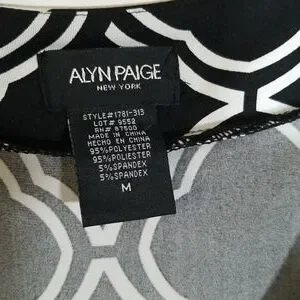 ALYN PAIGE
NEW YORK
STYLE#1781-313
LOT# 9552
RN# 87500
MADE IN CHINA
HECHO EN CHINA
95%POLYESTER
95%POLIESTER
5%SPANDEX
5%SPANDEX
M